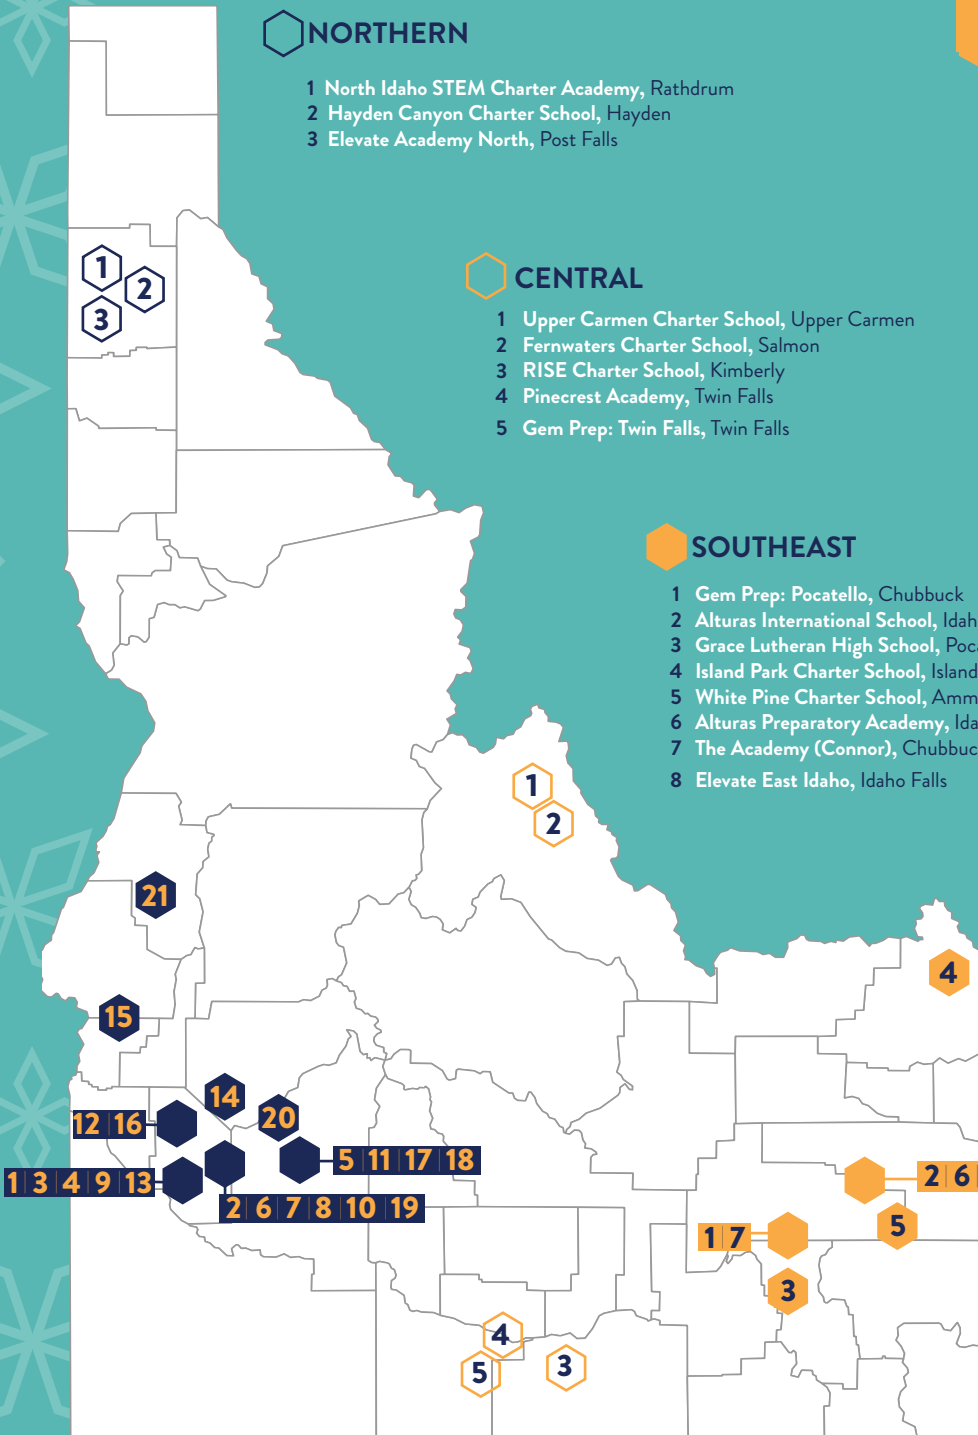 NORTHERN
1 North Idaho STEM Charter Academy, Rathdrum
2 Hayden Canyon Charter School, Hayden
3 Elevate Academy North, Post Falls
1
2
3
CENTRAL
1 Upper Carmen Charter School, Upper Carmen
2 Fernwaters Charter School, Salmon
3 RISE Charter School, Kimberly
4 Pinecrest Academy, Twin Falls
5 Gem Prep: Twin Falls, Twin Falls
SOUTHEAST
1 Gem Prep: Pocatello, Chubbuck
2 Alturas International School, Idah
3 Grace Lutheran High School, Poc
4 Island Park Charter School, Island
5 White Pine Charter School, Amm
6 Alturas Preparatory Academy, Ida
7 The Academy (Connor), Chubbuc
8 Elevate East Idaho, Idaho Falls
1
2
21
4
15
14
20
12 16
5 11 17 18
1 3 4 9 13
2 6
2 6 7 8 10 19
5
1 7
3
4
5
3